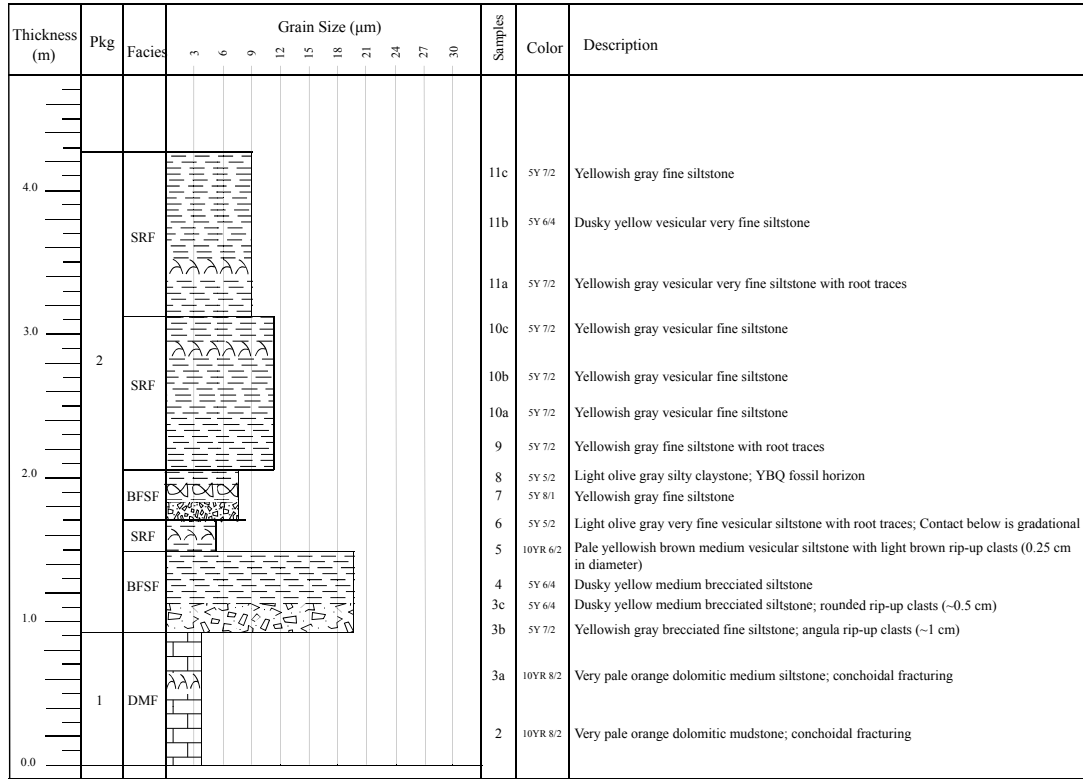 Thickness (m) Pkg Facies Grain Size (μm) Samples Color Description
3 6 9 12 15 18 21 24 27 30
11c 5Y 7/2 Yellowish gray fine siltstone
4.0
11b 5Y 6/4 Dusky yellow vesicular very fine siltstone
SRF
11a 5Y 7/2 Yellowish gray vesicular very fine siltstone with root traces
3.0
10c 5Y 7/2 Yellowish gray vesicular fine siltstone
2
10b 5Y 7/2 Yellowish gray vesicular fine siltstone
SRF
10a 5Y 7/2 Yellowish gray vesicular fine siltstone
9 5Y 7/2 Yellowish gray fine siltstone with root traces
2.0
8 5Y 5/2 Light olive gray silty claystone; YBQ fossil horizon
BFSF
7 5Y 8/1 Yellowish gray fine siltstone
6 5Y 5/2 Light olive gray very fine vesicular siltstone with root traces; Contact below is gradational
SRF
5 10YR 6/2 Pale yellowish brown medium vesicular siltstone with light brown rip-up clasts (0.25 cm
in diameter)
BFSF
4 5Y 6/4 Dusky yellow medium brecciated siltstone
3c 5Y 6/4 Dusky yellow medium brecciated siltstone; rounded rip-up clasts (~0.5 cm)
1.0
3b 5Y 7/2 Yellowish gray brecciated fine siltstone; angula rip-up clasts (~1 cm)
3a 10YR 8/2 Very pale orange dolomitic medium siltstone; conchoidal fracturing
1 DMF
2 10YR 8/2 Very pale orange dolomitic mudstone; conchoidal fracturing
0.0